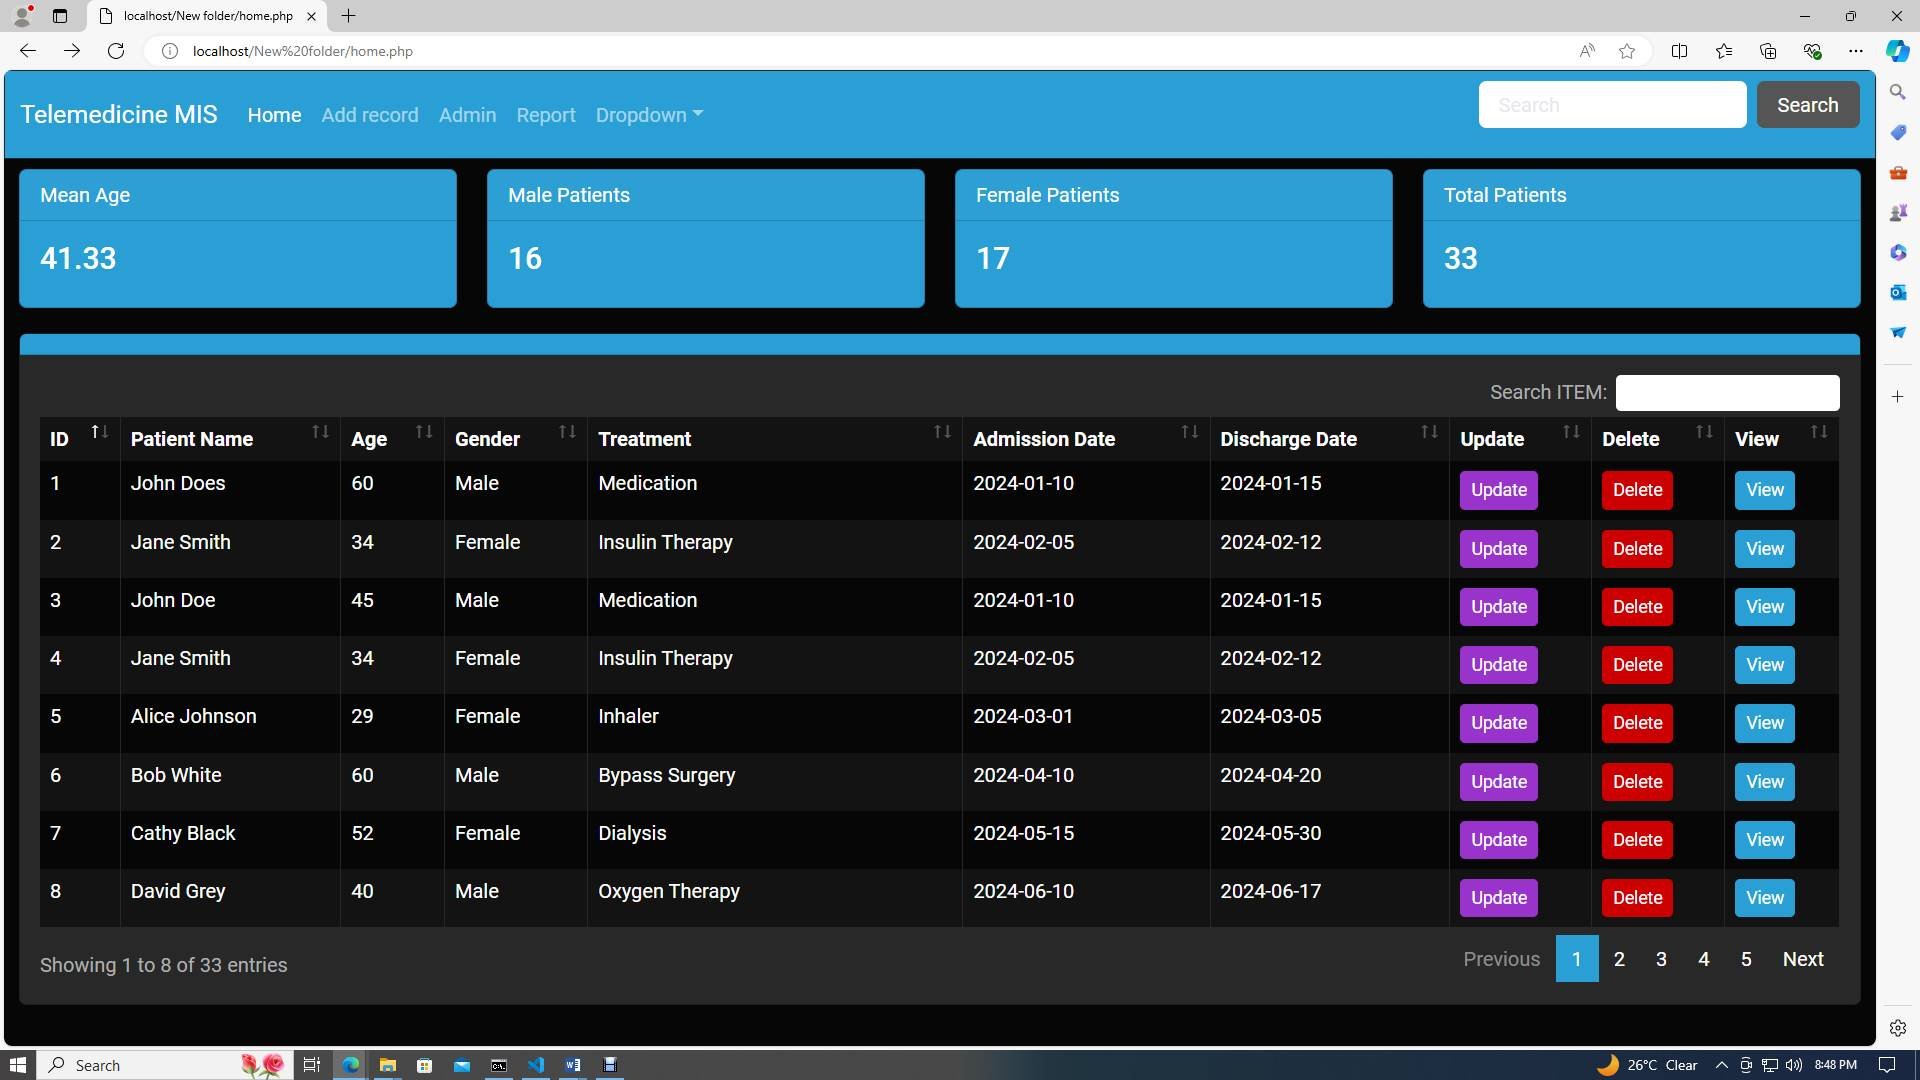 localhost/New folder/home.php
localhost/New%20folder/home.php
Telemedicine MIS Home Add record Admin Report Dropdown Search Search
Mean Age Male Patients Female Patients Total Patients
41.33 16 17 33
Search ITEM:
ID Patient Name Age Gender Treatment Admission Date Discharge Date Update Delete View
1 John Does 60 Male Medication 2024-01-10 2024-01-15 Update Delete View
2 Jane Smith 34 Female Insulin Therapy 2024-02-05 2024-02-12 Update Delete View
3 John Doe 45 Male Medication 2024-01-10 2024-01-15 Update Delete View
4 Jane Smith 34 Female Insulin Therapy 2024-02-05 2024-02-12 Update Delete View
5 Alice Johnson 29 Female Inhaler 2024-03-01 2024-03-05 Update Delete View
6 Bob White 60 Male Bypass Surgery 2024-04-10 2024-04-20 Update Delete View
7 Cathy Black 52 Female Dialysis 2024-05-15 2024-05-30 Update Delete View
8 David Grey 40 Male Oxygen Therapy 2024-06-10 2024-06-17 Update Delete View
Showing 1 to 8 of 33 entries Previous 1 2 3 4 5 Next
Search 26°C Clear 8:48 PM